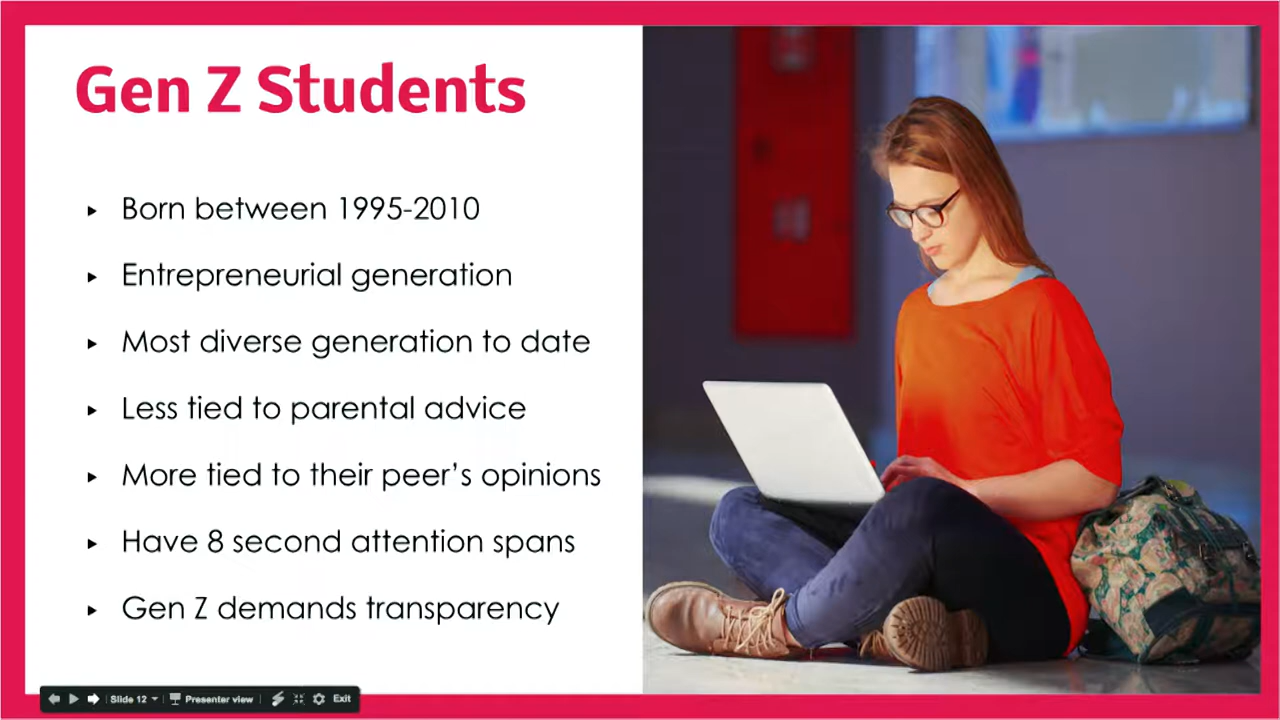 Gen Z Students
Born between 1995-2010
Entrepreneurial generation
Most diverse generation to date
Less tied to parental advice
More tied to their peer’s opinions
Have 8 second attention spans
Gen Z demands transparency
Slide 12
Presenter view
Exit